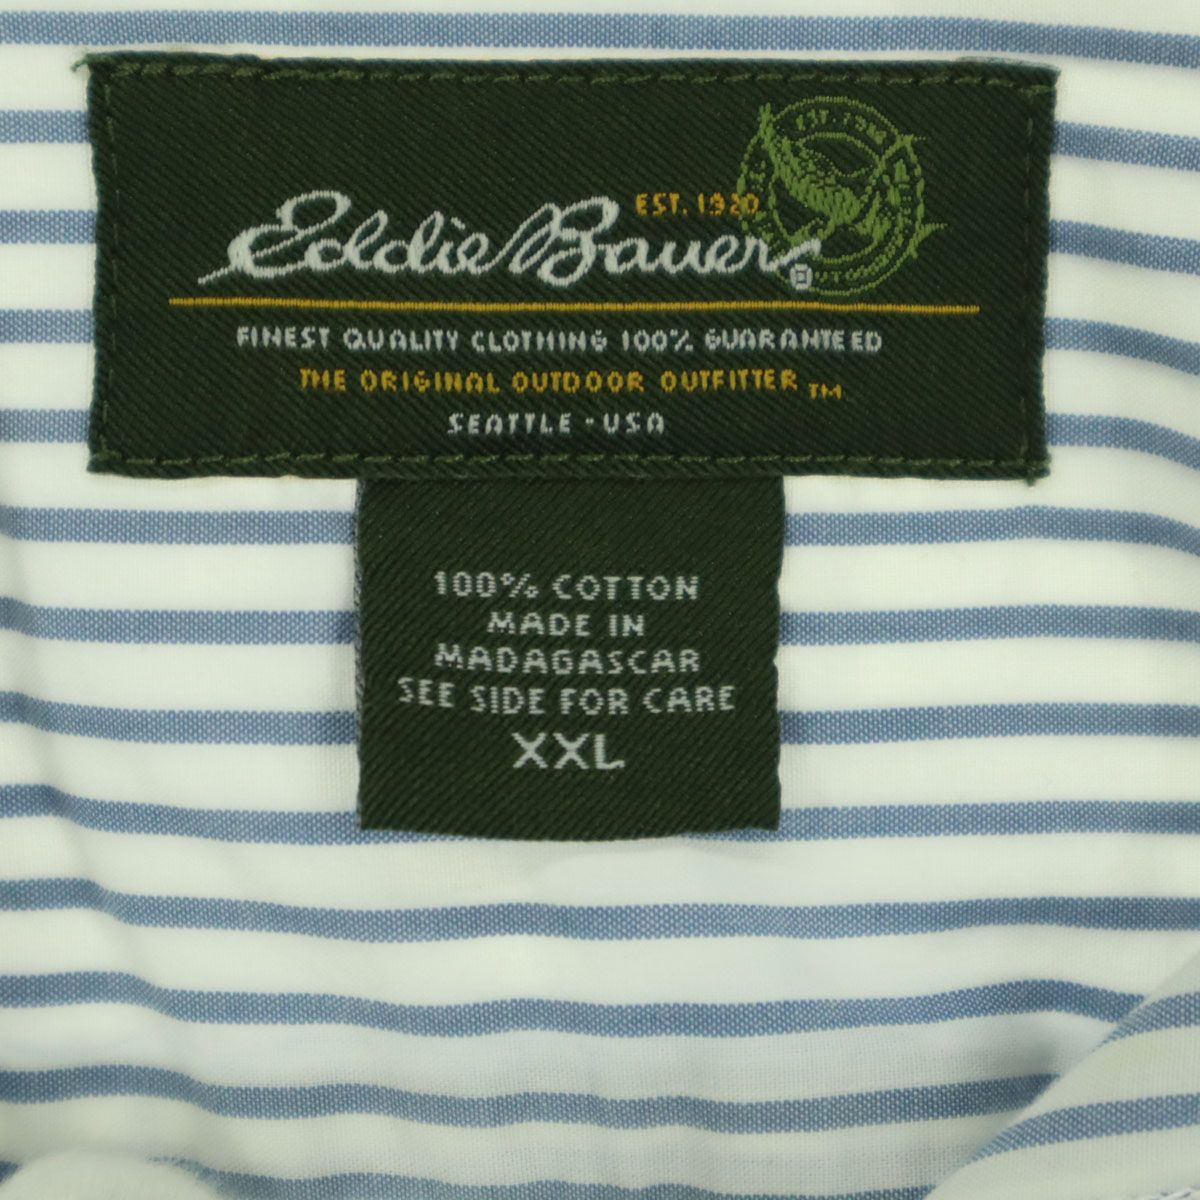 EST. 1920
Eddie Bauer
FINEST QUALITY CLOTHING 100% GUARANTEED
THE ORIGINAL OUTDOOR OUTFITTER TM
SEATTLE - USA
100% COTTON
MADE IN
MADAGASCAR
SEE SIDE FOR CARE
XXL